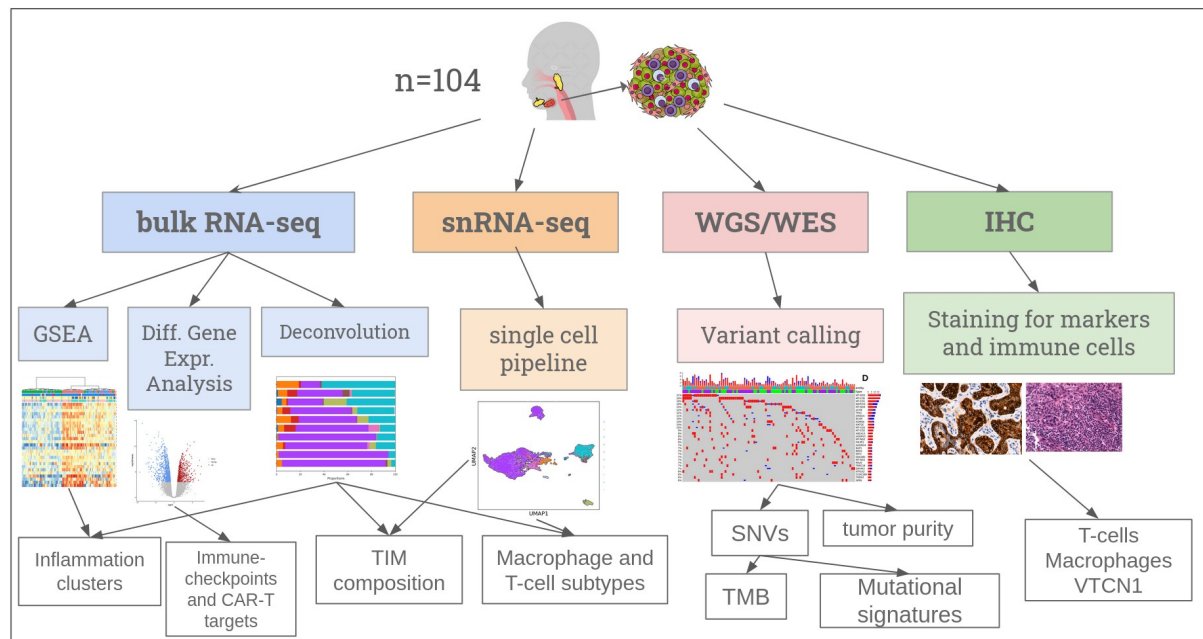 n=104
bulk RNA-seq
snRNA-seq
WGS/WES
IHC
GSEA
Diff. Gene
Expr.
Analysis
Deconvolution
single cell
pipeline
Variant calling
Staining for markers
and immune cells
D
Proportions
UMAP2
UMAP1
Inflammation
clusters
Immune-
checkpoints
and CAR-T
targets
TIM
composition
Macrophage and
T-cell subtypes
SNVs
tumor purity
TMB
Mutational
signatures
T-cells
Macrophages
VTCN1